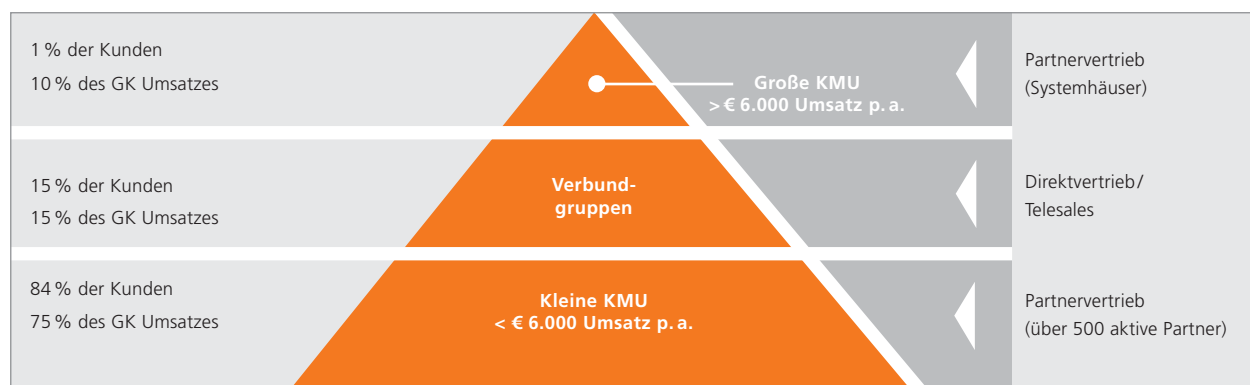 1 % der Kunden
10 % des GK Umsatzes
Große KMU
> € 6.000 Umsatz p. a.
Partnervertrieb
(Systemhäuser)
15 % der Kunden
15 % des GK Umsatzes
Verbund-
gruppen
Direktvertrieb/
Telesales
84 % der Kunden
75 % des GK Umsatzes
Kleine KMU
< € 6.000 Umsatz p. a.
Partnervertrieb
(über 500 aktive Partner)